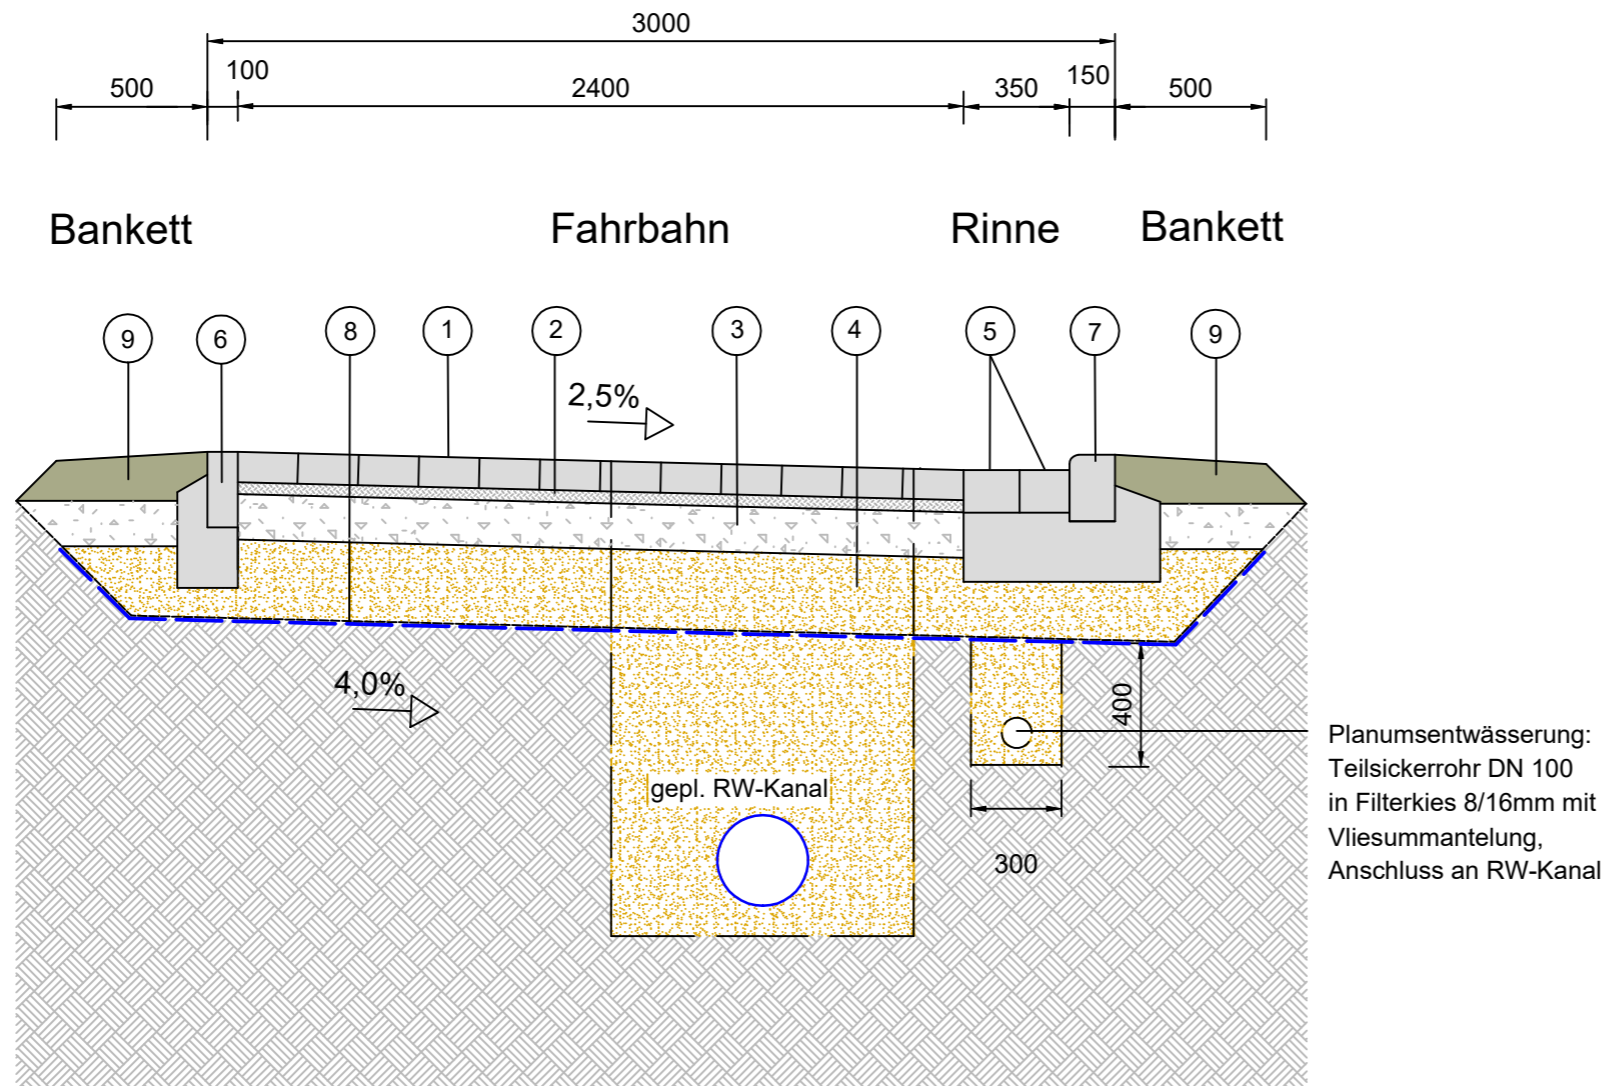 3000
500
100
2400
350
150
500
Bankett
Fahrbahn
Rinne
Bankett
9
6
8
1
2
3
4
5
7
9
2,5%
4,0%
400
gepl. RW-Kanal
300
Planumsentwässerung:
Teilsickerrohr DN 100
in Filterkies 8/16mm mit
Vliesummantelung,
Anschluss an RW-Kanal